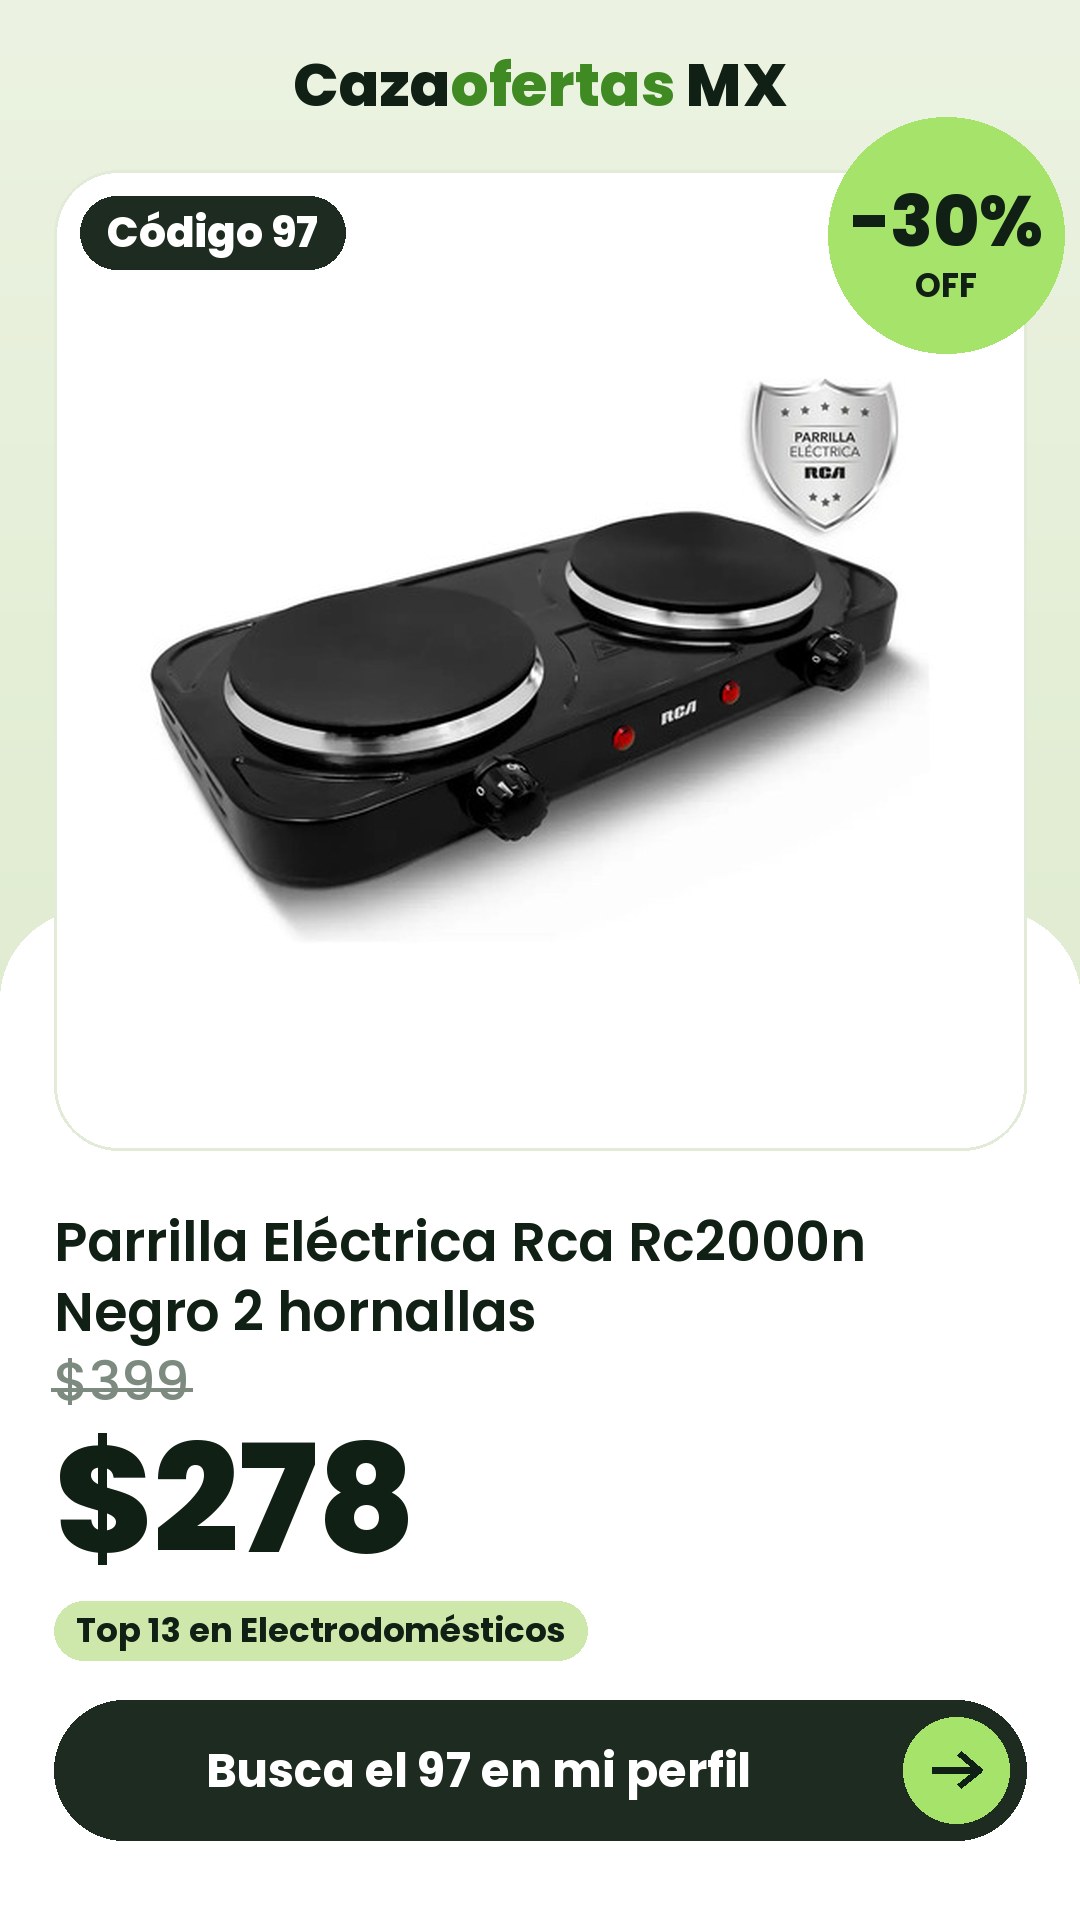 Cazaofertas MX
Código 97
-30%
OFF
PARRILLA
ELÉCTRICA
RCA
RCA
Parrilla Eléctrica Rca Rc2000n
Negro 2 hornallas
$399
$278
Top 13 en Electrodomésticos
Busca el 97 en mi perfil